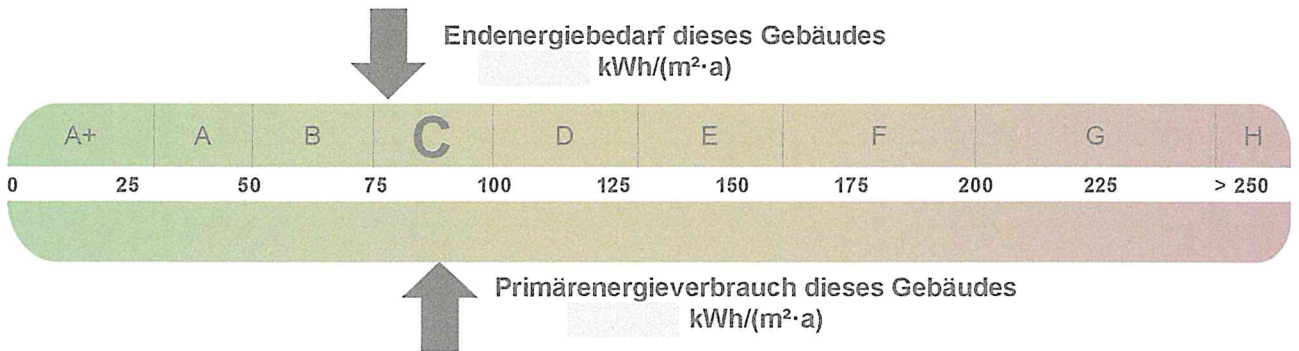 Endenergiebedarf dieses Gebäudes
kWh/(m²·a)
A+ A B C D E F G H
0 25 50 75 100 125 150 175 200 225 > 250
Primärenergieverbrauch dieses Gebäudes
kWh/(m²·a)